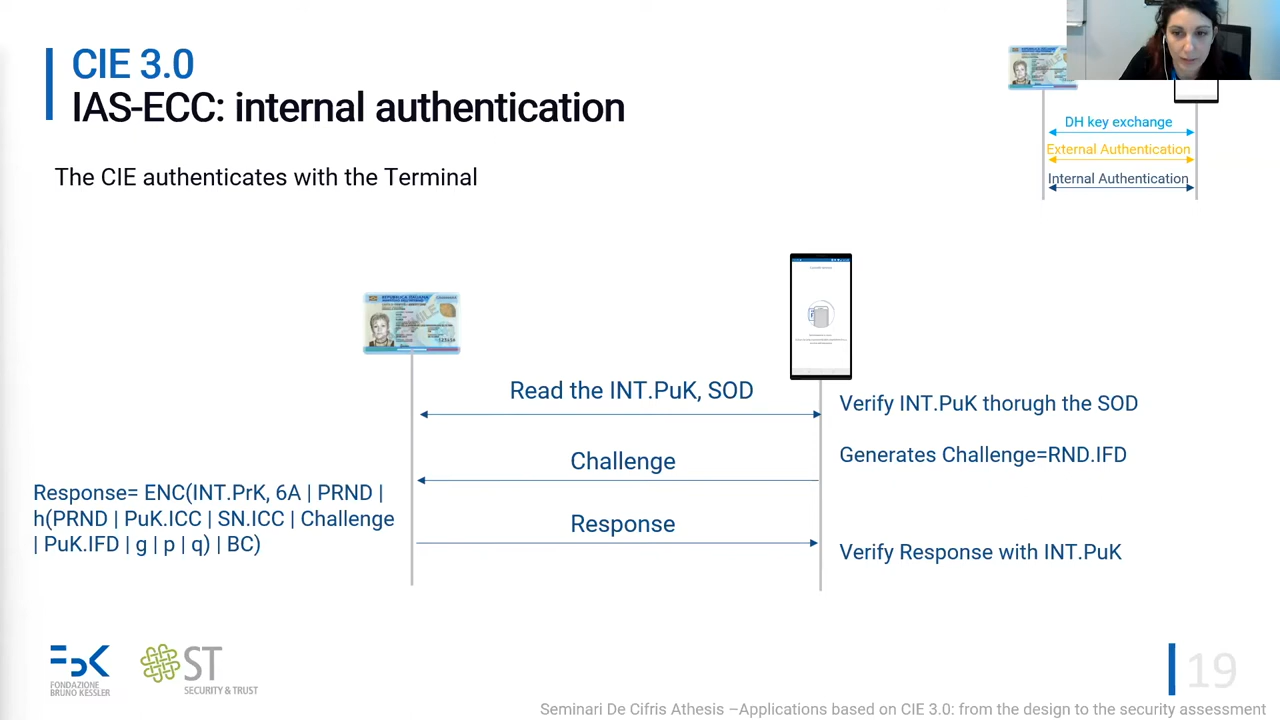 CIE 3.0
IAS-ECC: internal authentication
The CIE authenticates with the Terminal
DH key exchange
External Authentication
Internal Authentication
REPUBBLICA ITALIANA
Read the INT.PuK, SOD
Verify INT.PuK thorugh the SOD
Challenge
Generates Challenge=RND.IFD
Response= ENC(INT.PrK, 6A | PRND |
h(PRND | PuK.ICC | SN.ICC | Challenge
| PuK.IFD | g | p | q) | BC)
Response
Verify Response with INT.PuK
FBK
FONDAZIONE
BRUNO KESSLER
ST
SECURITY & TRUST
19
Seminari De Cifris Athesis –Applications based on CIE 3.0: from the design to the security assessment